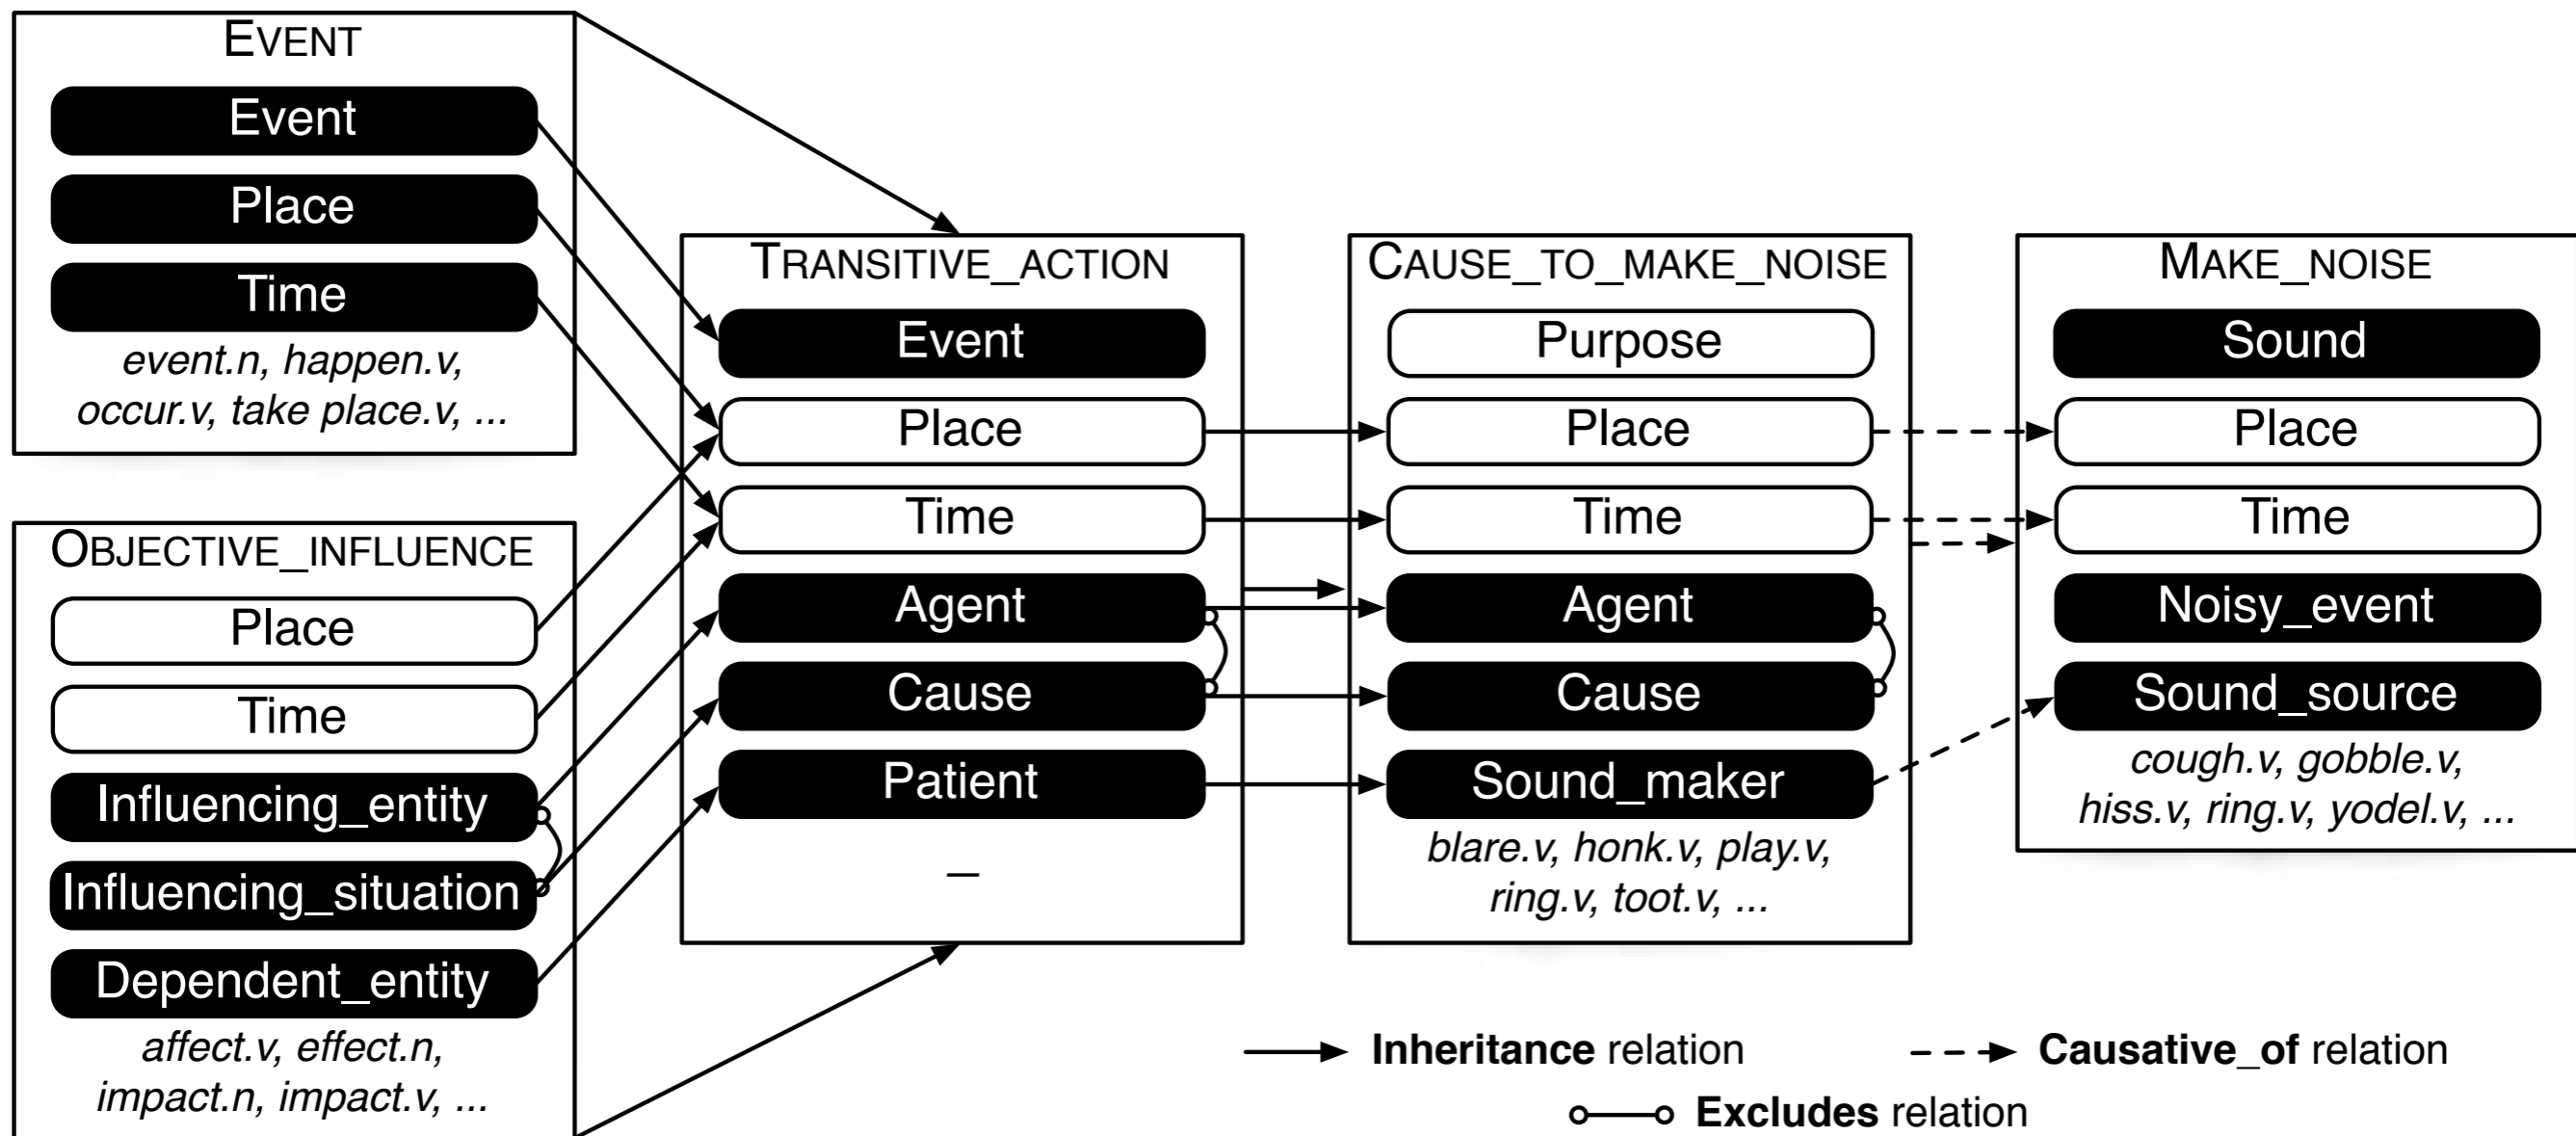 EVENT
Event
Place
Time
event.n, happen.v,
occur.v, take place.v, ...
OBJECTIVE_INFLUENCE
Place
Time
Influencing_entity
Influencing_situation
Dependent_entity
affect.v, effect.n,
impact.n, impact.v, ...
TRANSITIVE_ACTION
Event
Place
Time
Agent
Cause
Patient
–
CAUSE_TO_MAKE_NOISE
Purpose
Place
Time
Agent
Cause
Sound_maker
blare.v, honk.v, play.v,
ring.v, toot.v, ...
MAKE_NOISE
Sound
Place
Time
Noisy_event
Sound_source
cough.v, gobble.v,
hiss.v, ring.v, yodel.v, ...
Inheritance relation
Causative_of relation
Excludes relation